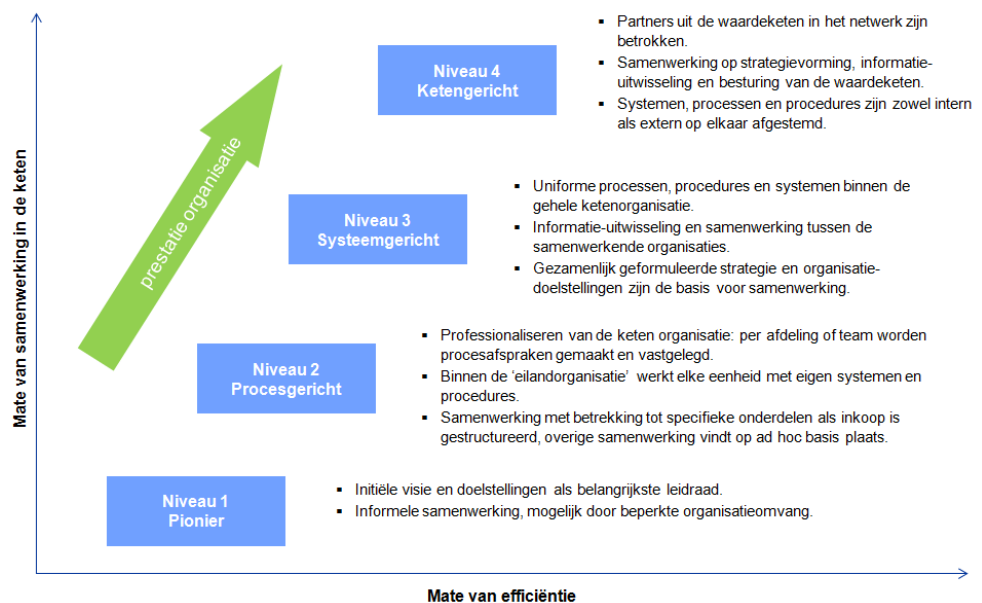 ▪ Partners uit de waardeketen in het netwerk zijn
betrokken.
▪ Samenwerking op strategievorming, informatie-
uitwisseling en besturing van de waardeketen.
▪ Systemen, processen en procedures zijn zowel intern
als extern op elkaar afgestemd.
Niveau 4
Ketengericht
▪ Uniforme processen, procedures en systemen binnen de
gehele ketenorganisatie.
▪ Informatie-uitwisseling en samenwerking tussen de
samenwerkende organisaties.
▪ Gezamenlijk geformuleerde strategie en organisatie-
doelstellingen zijn de basis voor samenwerking.
Niveau 3
Systeemgericht
prestatie organisatie
▪ Professionaliseren van de keten organisatie: per afdeling of team worden
procesafspraken gemaakt en vastgelegd.
▪ Binnen de ‘eilandorganisatie’ werkt elke eenheid met eigen systemen en
procedures.
▪ Samenwerking met betrekking tot specifieke onderdelen als inkoop is
gestructureerd, overige samenwerking vindt op ad hoc basis plaats.
Niveau 2
Procesgericht
Niveau 1
Pionier
▪ Initiële visie en doelstellingen als belangrijkste leidraad.
▪ Informele samenwerking, mogelijk door beperkte organisatieomvang.
Mate van samenwerking in de keten
Mate van efficiëntie